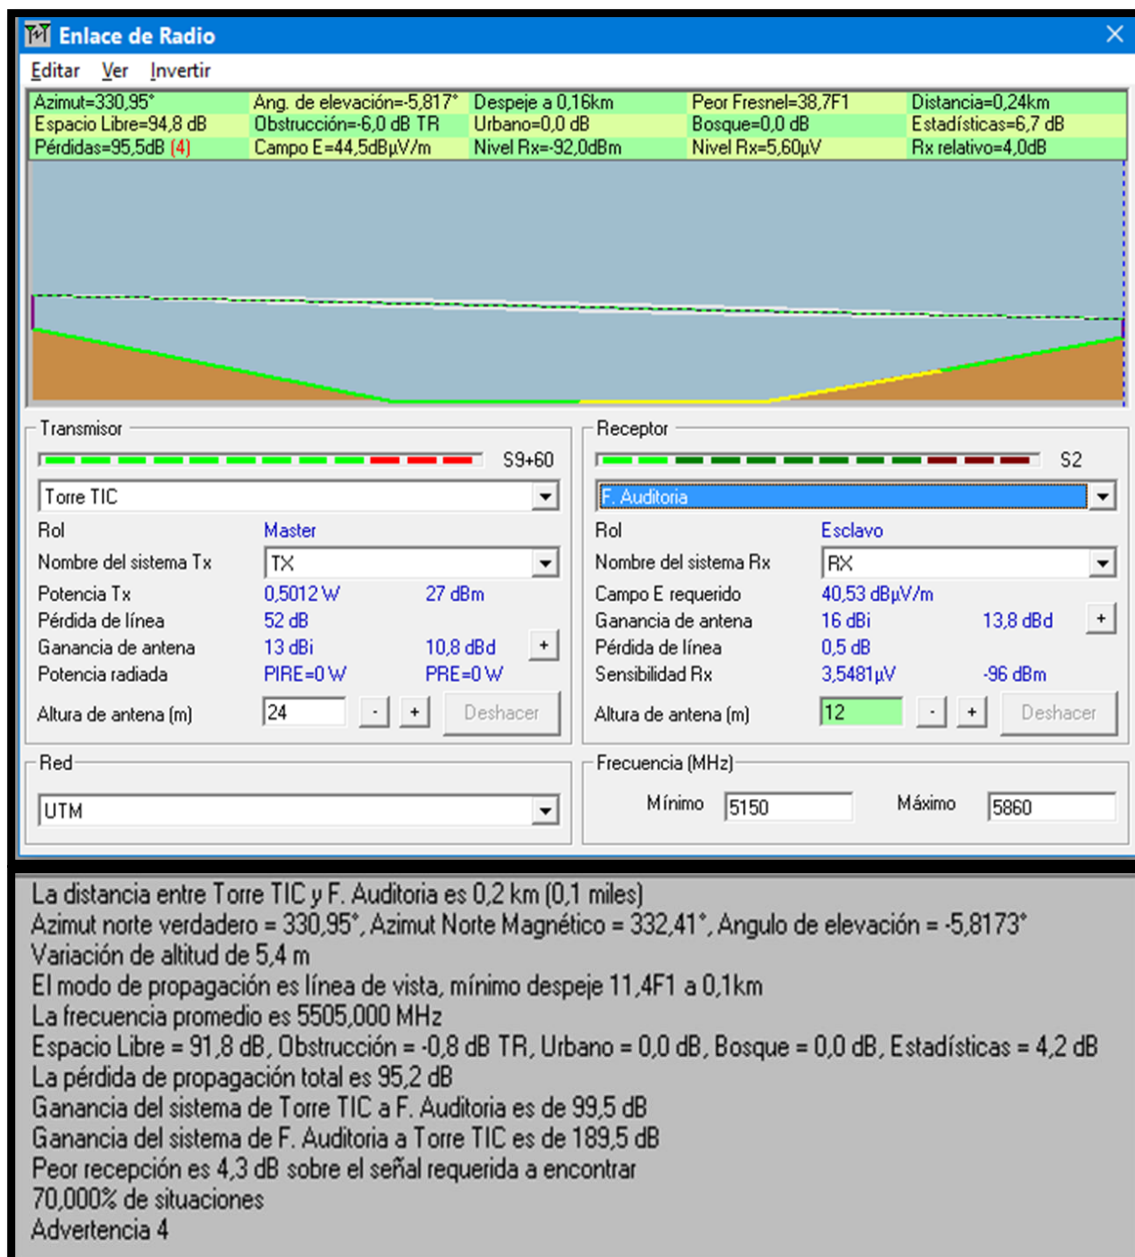 Enlace de Radio
Editar Ver Invertir
Azimut=330,95° Ang. de elevación=-5,817° Despeje a 0,16km Peor Fresnel=38,7F1 Distancia=0,24km
Espacio Libre=94,8 dB Obstrucción=-6,0 dB TR Urbano=0,0 dB Bosque=0,0 dB Estadísticas=6,7 dB
Pérdidas=95,5dB (4) Campo E=44,5dBµV/m Nivel Rx=-92,0dBm Nivel Rx=5,60µV Rx relativo=4,0dB
Transmisor
S9+60
Torre TIC
Rol Master
Nombre del sistema Tx TX
Potencia Tx 0,5012 W 27 dBm
Pérdida de línea 52 dB
Ganancia de antena 13 dBi 10,8 dBd +
Potencia radiada PIRE=0 W PRE=0 W
Altura de antena (m) 24 - + Deshacer
Red
UTM
Receptor
S2
F. Auditoria
Rol Esclavo
Nombre del sistema Rx RX
Campo E requerido 40,53 dBµV/m
Ganancia de antena 16 dBi 13,8 dBd +
Pérdida de línea 0,5 dB
Sensibilidad Rx 3,5481µV -96 dBm
Altura de antena (m) 12 - + Deshacer
Frecuencia (MHz)
Mínimo 5150 Máximo 5860
La distancia entre Torre TIC y F. Auditoria es 0,2 km (0,1 miles)
Azimut norte verdadero = 330,95°, Azimut Norte Magnético = 332,41°, Angulo de elevación = -5,8173°
Variación de altitud de 5,4 m
El modo de propagación es línea de vista, mínimo despeje 11,4F1 a 0,1km
La frecuencia promedio es 5505,000 MHz
Espacio Libre = 91,8 dB, Obstrucción = -0,8 dB TR, Urbano = 0,0 dB, Bosque = 0,0 dB, Estadísticas = 4,2 dB
La pérdida de propagación total es 95,2 dB
Ganancia del sistema de Torre TIC a F. Auditoria es de 99,5 dB
Ganancia del sistema de F. Auditoria a Torre TIC es de 189,5 dB
Peor recepción es 4,3 dB sobre el señal requerida a encontrar
70,000% de situaciones
Advertencia 4